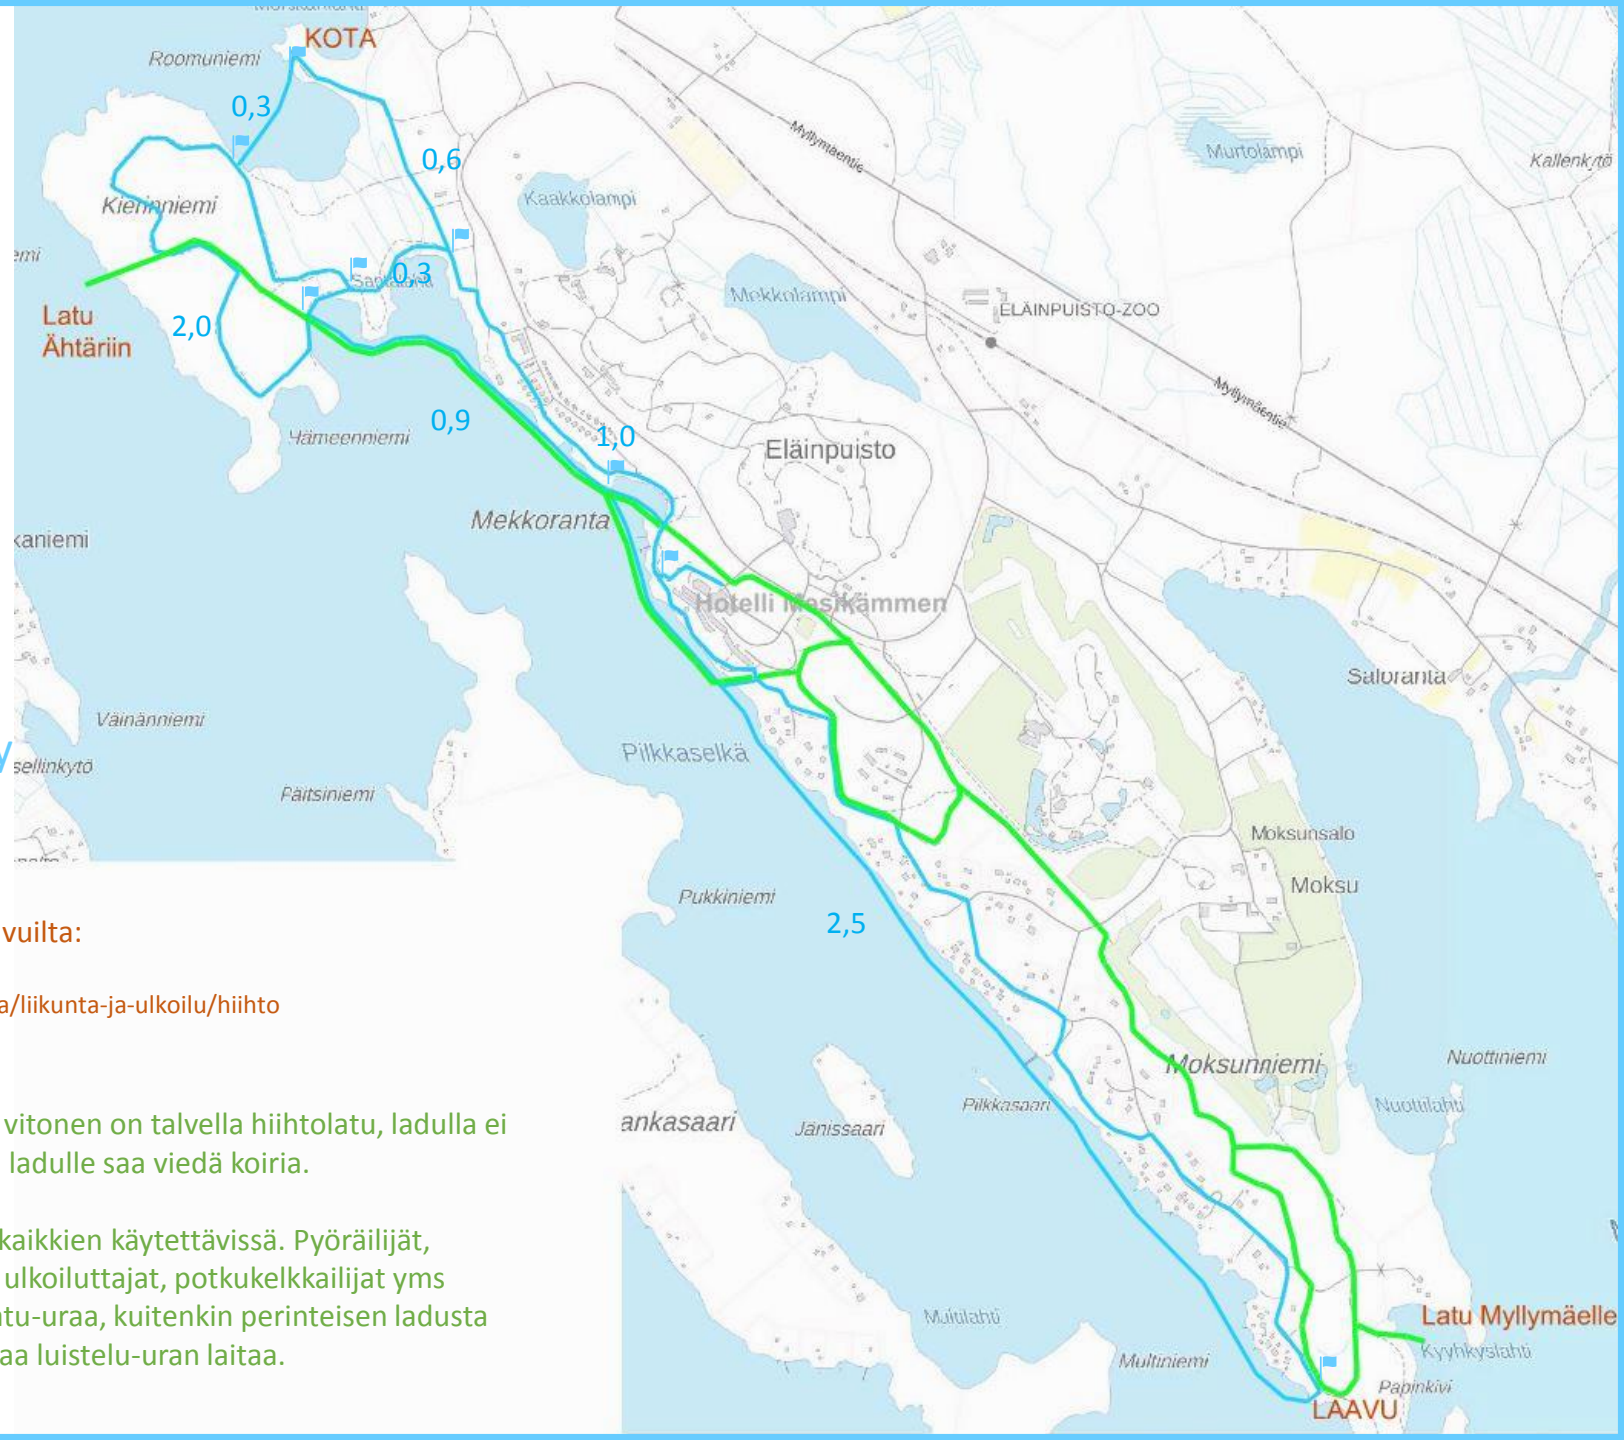 KOTA
Roomuniemi
0,3
0,6
Myllymäentie
Murtolampi
Kallenkytö
Kaakkolampi
Kierinniemi
emi
Santalahti
0,3
Mekkolampi
ELÄINPUISTO-ZOO
Latu
Ähtäriin
2,0
Myllymäentie
0,9
1,0
Hämeenniemi
Eläinpuisto
Mekkoranta
kaniemi
Hotelli Mesikämmen
Saloranta
Väinänniemi
y
sellinkytö
Pilkkaselkä
Päitsiniemi
Moksunsalo
Moksu
Pukkiniemi
2,5
vuilta:
a/liikunta-ja-ulkoilu/hiihto
Moksunniemi
Nuottiniemi
Pilkkasaari
Nuottilahti
vitonen on talvella hiihtolatu, ladulla ei
ankasaari
Jänissaari
ladulle saa viedä koiria.
kaikkien käytettävissä. Pyöräilijät,
ulkoiluttajat, potkukelkkailijat yms
tu-uraa, kuitenkin perinteisen ladusta
Multilahti
Latu Myllymäelle
aa luistelu-uran laitaa.
Kyyhkyslahti
Multiniemi
Papinkivi
LAAVU